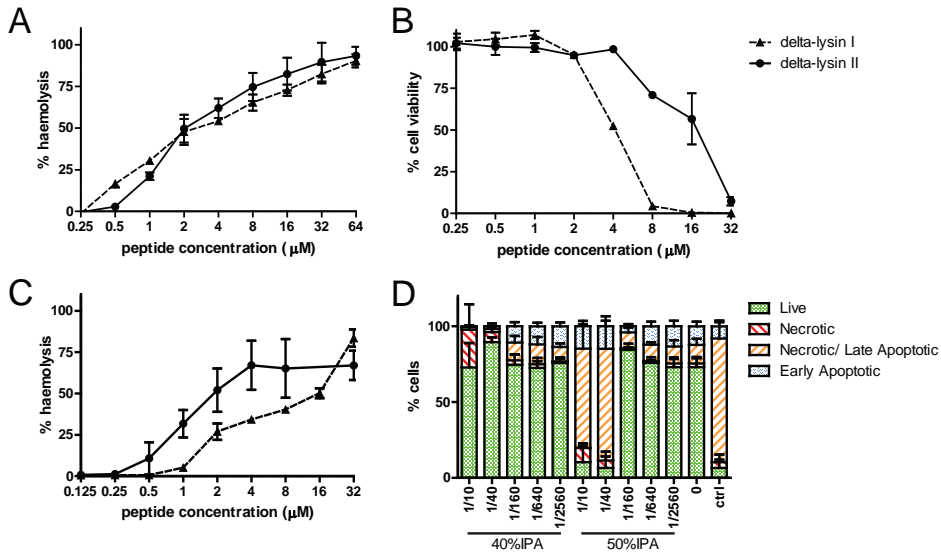 A
% haemolysis
100
75
50
25
0
0.25 0.5 1 2 4 8 16 32 64
peptide concentration (μM)
B
% cell viability
100
75
50
25
0
0.25 0.5 1 2 4 8 16 32
peptide concentration (μM)
delta-lysin I
delta-lysin II
C
% haemolysis
100
75
50
25
0
0.125 0.25 0.5 1 2 4 8 16 32
peptide concentration (μM)
D
% cells
100
50
0
1/10 1/40 1/160 1/640 1/2560 1/10 1/40 1/160 1/640 1/2560 0 ctrl
40%IPA 50%IPA
Live
Necrotic
Necrotic/ Late Apoptotic
Early Apoptotic